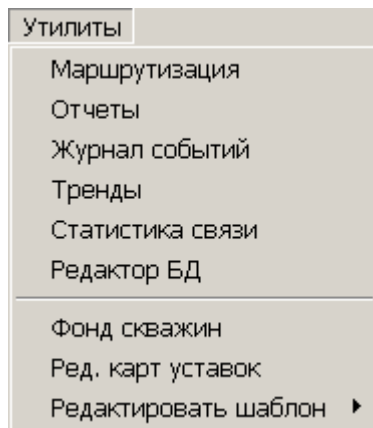 Утилиты
Маршрутизация
Отчеты
Журнал событий
Тренды
Статистика связи
Редактор БД
Фонд скважин
Ред. карт уставок
Редактировать шаблон